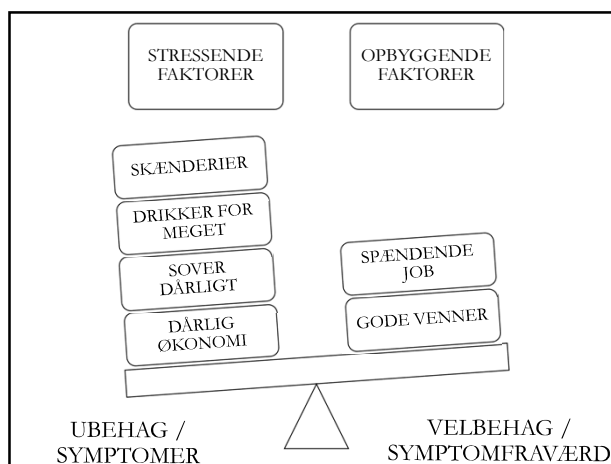 STRESSENDE
FAKTORER
OPBYGGENDE
FAKTORER
SKÆNDERIER
DRIKKER FOR
MEGET
SOVER
DÅRLIGT
DÅRLIG
ØKONOMI
SPÆNDENDE
JOB
GODE VENNER
UBEHAG /
SYMPTOMER
VELBEHAG /
SYMPTOMFRAVÆRD